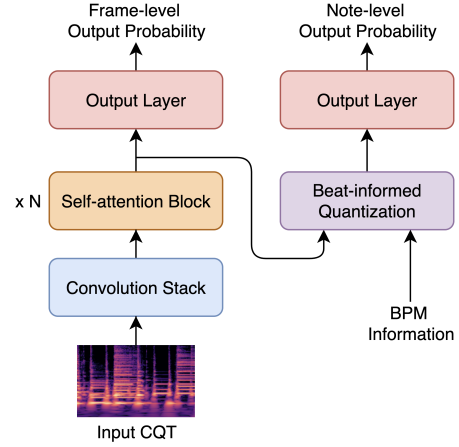 Frame-level
Output Probability
Note-level
Output Probability
Output Layer
Output Layer
x N
Self-attention Block
Beat-informed
Quantization
Convolution Stack
BPM
Information
Input CQT